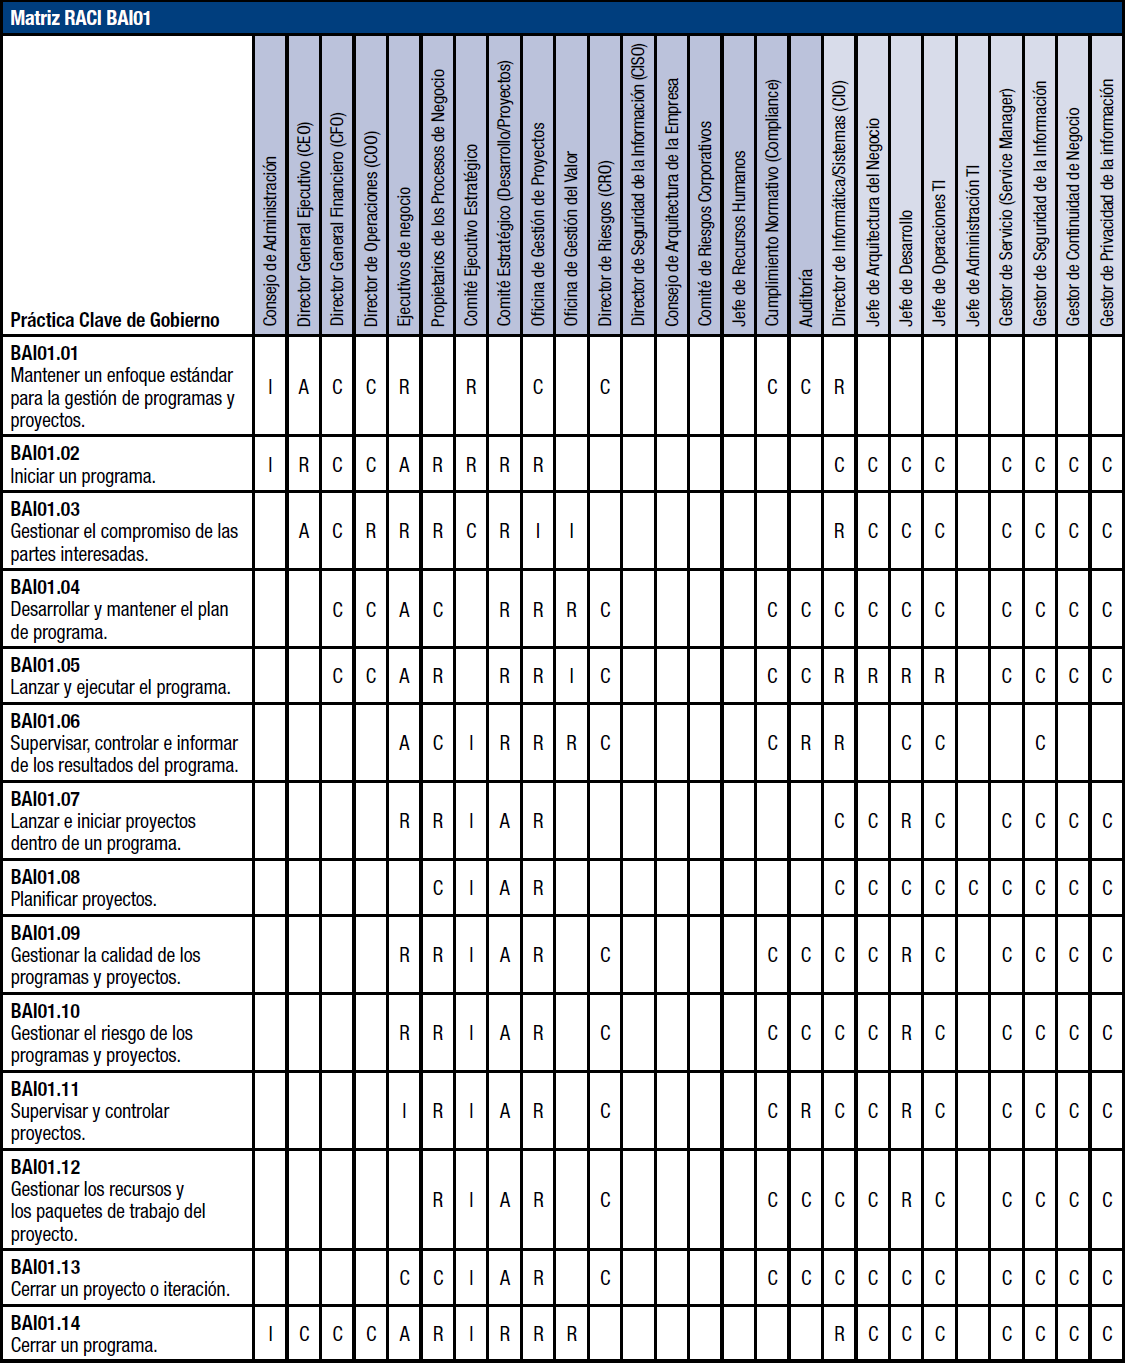 Matriz RACI BAI01
Práctica Clave de Gobierno
Consejo de Administración
Director General Ejecutivo (CEO)
Director General Financiero (CFO)
Director de Operaciones (COO)
Ejecutivos de negocio
Propietarios de los Procesos de Negocio
Comité Ejecutivo Estratégico
Comité Estratégico (Desarrollo/Proyectos)
Oficina de Gestión de Proyectos
Oficina de Gestión del Valor
Director de Riesgos (CRO)
Director de Seguridad de la Información (CISO)
Consejo de Arquitectura de la Empresa
Comité de Riesgos Corporativos
Jefe de Recursos Humanos
Cumplimiento Normativo (Compliance)
Auditoría
Director de Informática/Sistemas (CIO)
Jefe de Arquitectura del Negocio
Jefe de Desarrollo
Jefe de Operaciones TI
Jefe de Administración TI
Gestor de Servicio (Service Manager)
Gestor de Seguridad de la Información
Gestor de Continuidad de Negocio
Gestor de Privacidad de la información
BAI01.01
Mantener un enfoque estándar
para la gestión de programas y
proyectos.
I A C C R R C C C C R
BAI01.02
Iniciar un programa.
I R C C A R R R R C C C C C C C C
BAI01.03
Gestionar el compromiso de las
partes interesadas.
A C R R R C R I I R C C C C C C C
BAI01.04
Desarrollar y mantener el plan
de programa.
C C A C R R R C C C C C C C C C C C
BAI01.05
Lanzar y ejecutar el programa.
C C A R R R I C C C R R R R C C C C
BAI01.06
Supervisar, controlar e informar
de los resultados del programa.
A C I R R R C C R R C C C
BAI01.07
Lanzar e iniciar proyectos
dentro de un programa.
R R I A R C C R C C C C C
BAI01.08
Planificar proyectos.
C I A R C C C C C C C C C
BAI01.09
Gestionar la calidad de los
programas y proyectos.
R R I A R C C C C C R C C C C C
BAI01.10
Gestionar el riesgo de los
programas y proyectos.
R R I A R C C C C C R C C C C C
BAI01.11
Supervisar y controlar
proyectos.
I R I A R C C R C C R C C C C C
BAI01.12
Gestionar los recursos y
los paquetes de trabajo del
proyecto.
R I A R C C C C C R C C C C C
BAI01.13
Cerrar un proyecto o iteración.
C C I A R C C C C C C C C C C C
BAI01.14
Cerrar un programa.
I C C C A R I R R R R C C C C C C C